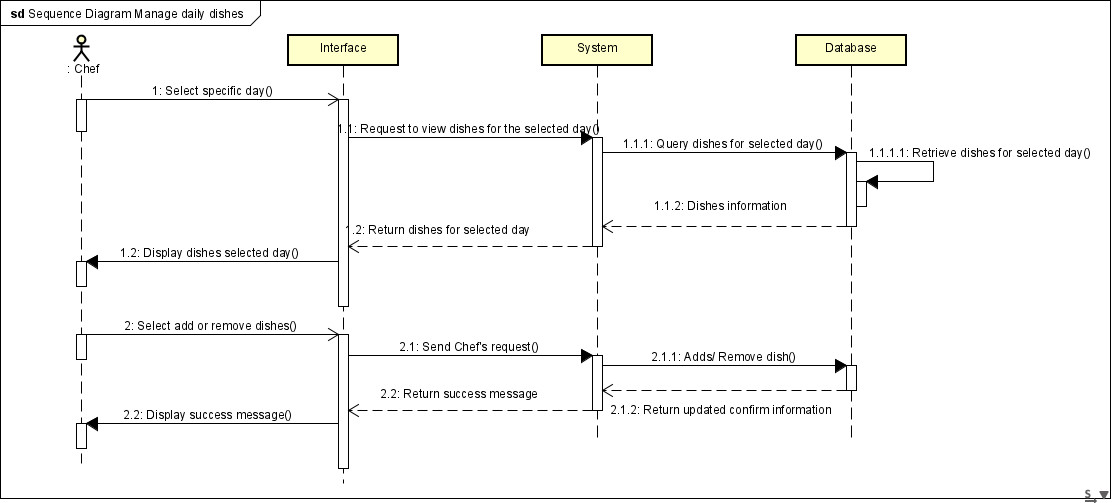 sd Sequence Diagram Manage daily dishes
: Chef
Interface
System
Database
1: Select specific day()
1.1: Request to view dishes for the selected day()
1.1.1: Query dishes for selected day()
1.1.1.1: Retrieve dishes for selected day()
1.1.2: Dishes information
1.2: Return dishes for selected day
1.2: Display dishes selected day()
2: Select add or remove dishes()
2.1: Send Chef's request()
2.1.1: Adds/ Remove dish()
2.2: Return success message
2.1.2: Return updated confirm information
2.2: Display success message()
S